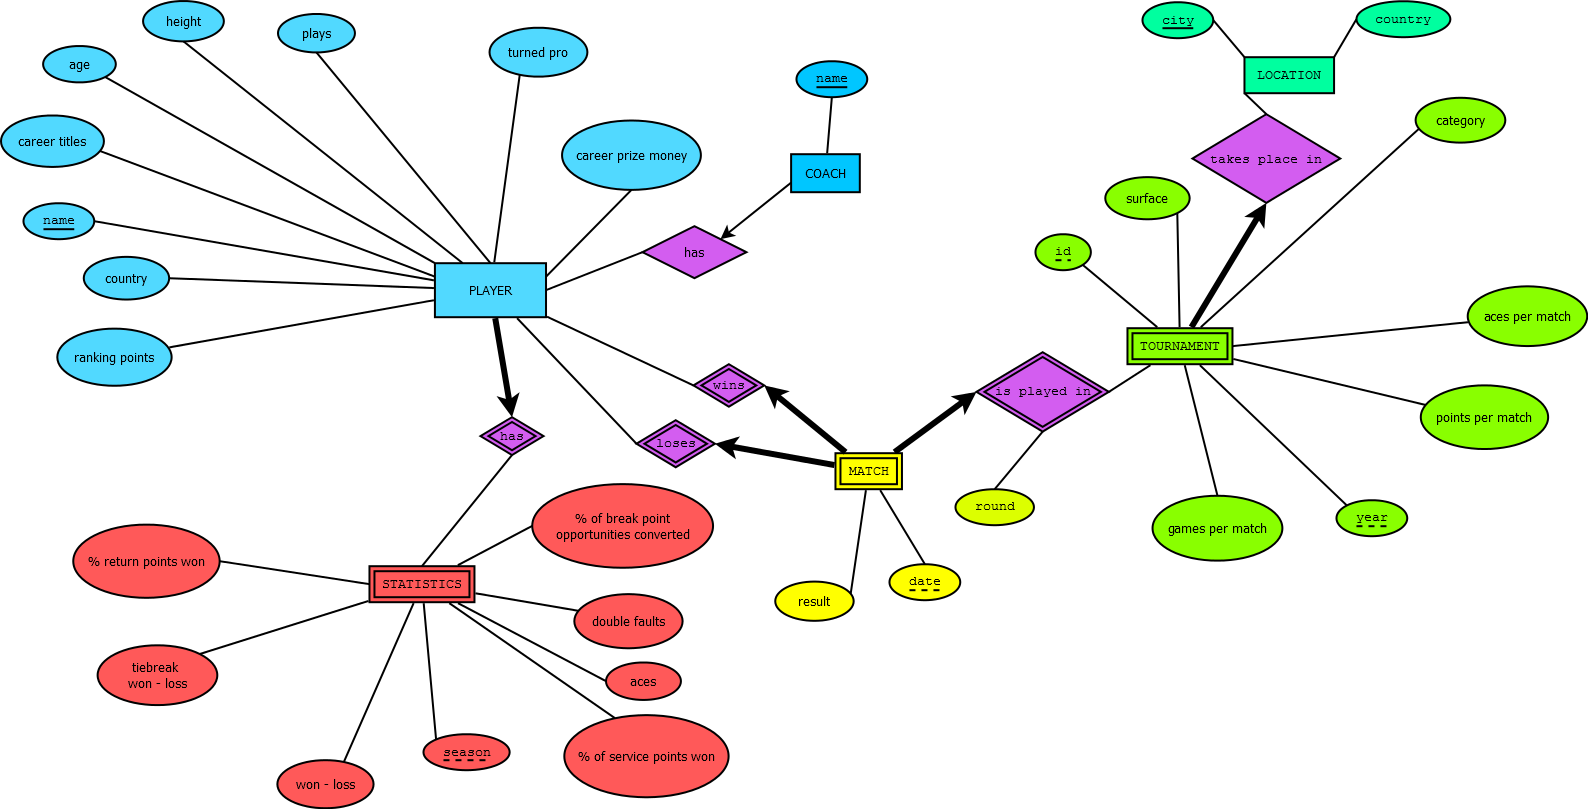 city
country
height
plays
turned pro
age
name
LOCATION
category
career titles
career prize money
takes place in
COACH
surface
name
has
id
country
PLAYER
aces per match
TOURNAMENT
ranking points
wins
is played in
points per match
has
loses
MATCH
round
year
% of break point
opportunities converted
games per match
% return points won
STATISTICS
date
result
double faults
tiebreak
won - loss
aces
season
% of service points won
won - loss